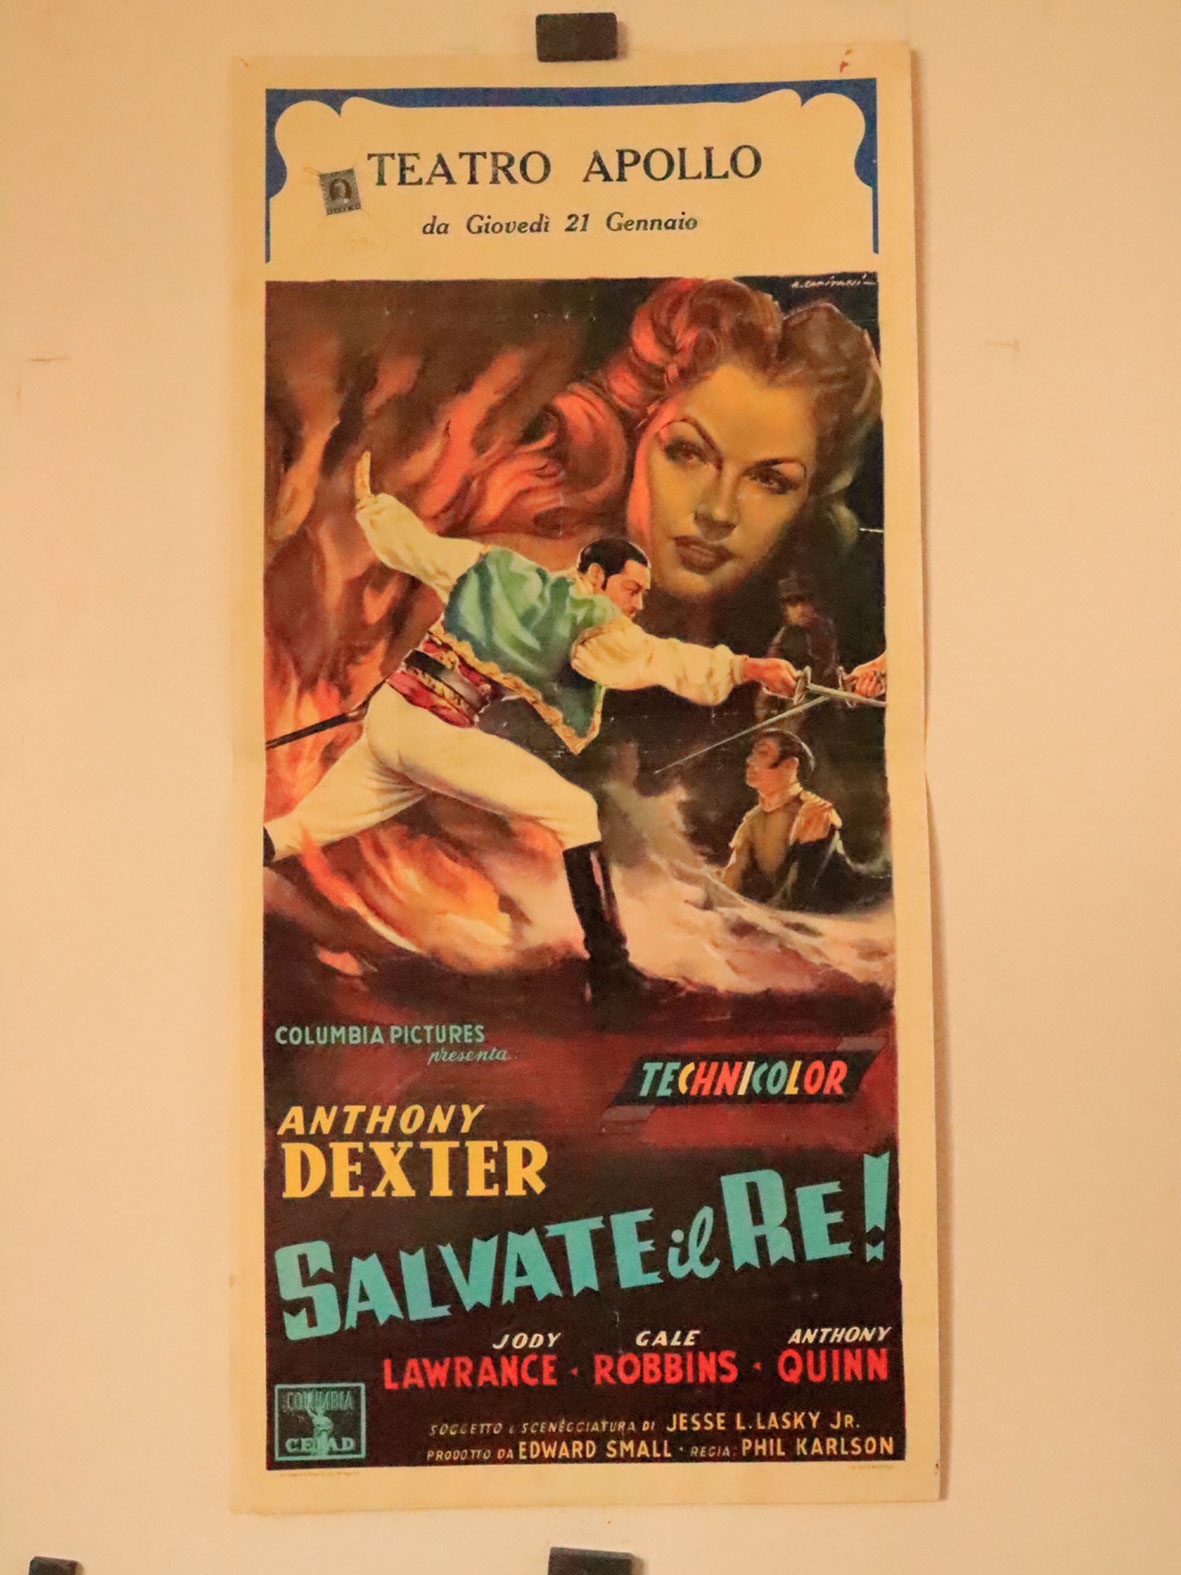 TEATRO APOLLO
da Giovedì 21 Gennaio
A. CAPITANI
COLUMBIA PICTURES
presenta:
TECHNICOLOR
ANTHONY
DEXTER
SALVATE il RE!
JODY GALE ANTHONY
LAWRANCE · ROBBINS · QUINN
COLUMBIA
CEIAD
SOGGETTO E SCENEGGIATURA DI JESSE L. LASKY JR.
PRODOTTO DA EDWARD SMALL · REGIA: PHIL KARLSON